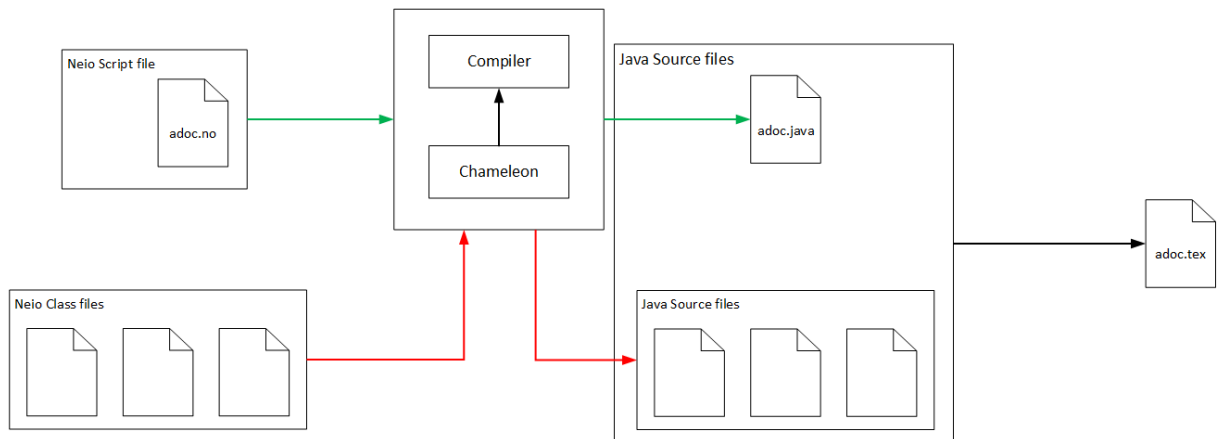 Neio Script file
adoc.no
Compiler
Chameleon
Java Source files
adoc.java
adoc.tex
Neio Class files
Java Source files